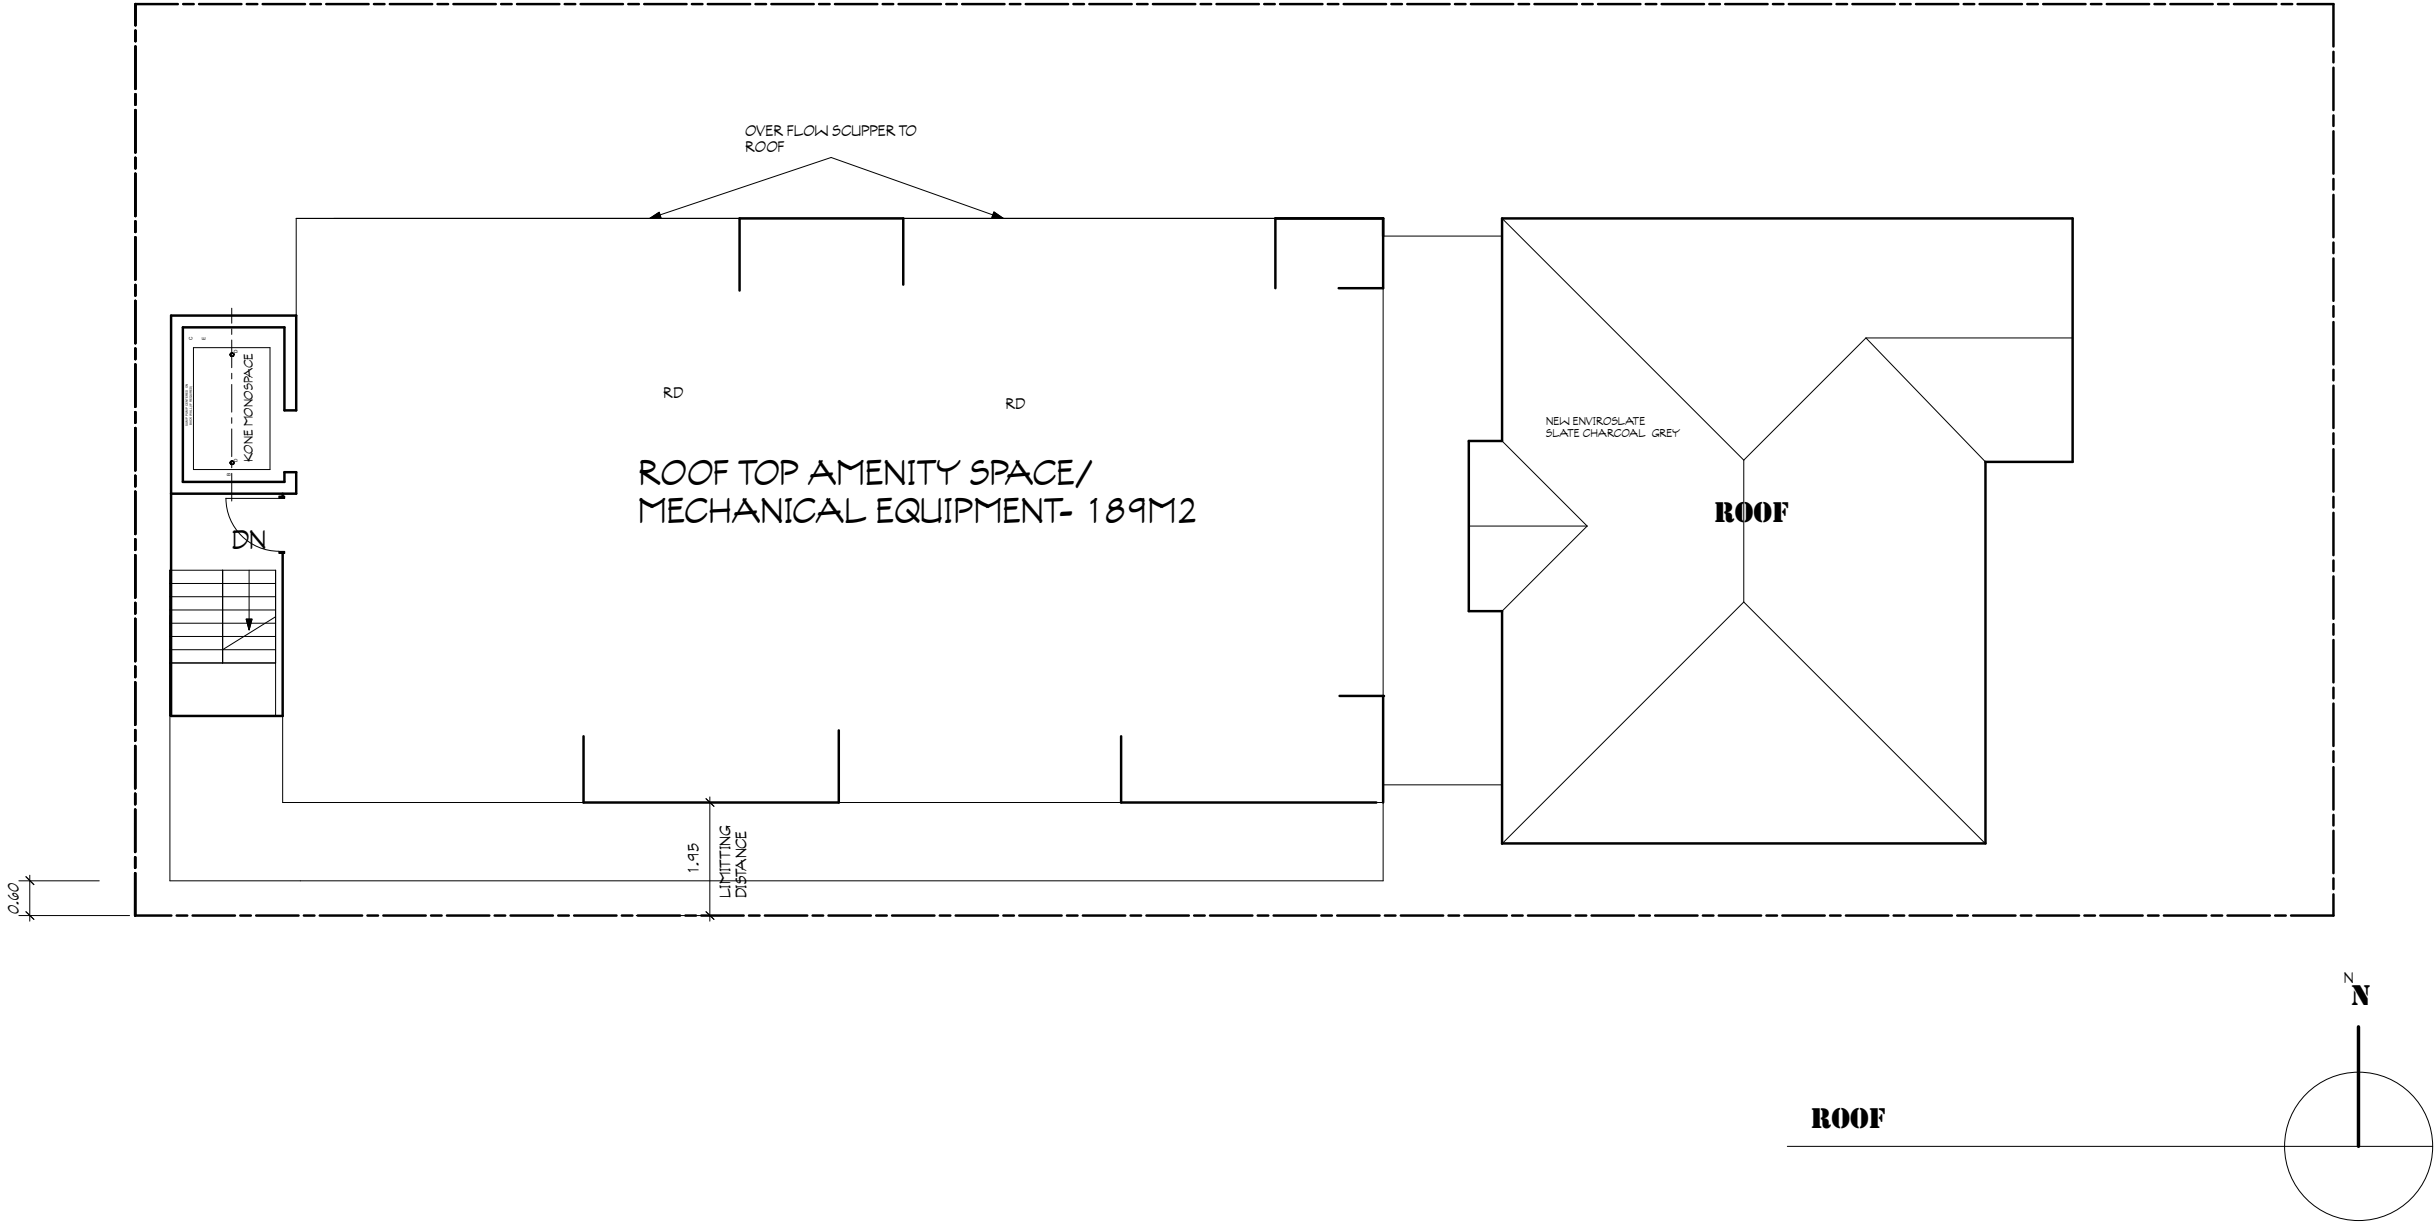 OVER FLOW SCUPPER TO
ROOF
KONE MONOSPACE
RD
RD
NEW ENVIROSLATE
SLATE CHARCOAL GREY
ROOF TOP AMENITY SPACE/
MECHANICAL EQUIPMENT- 189M2
ROOF
DN
1.95
LIMITTING
DISTANCE
0.60
N
N
ROOF